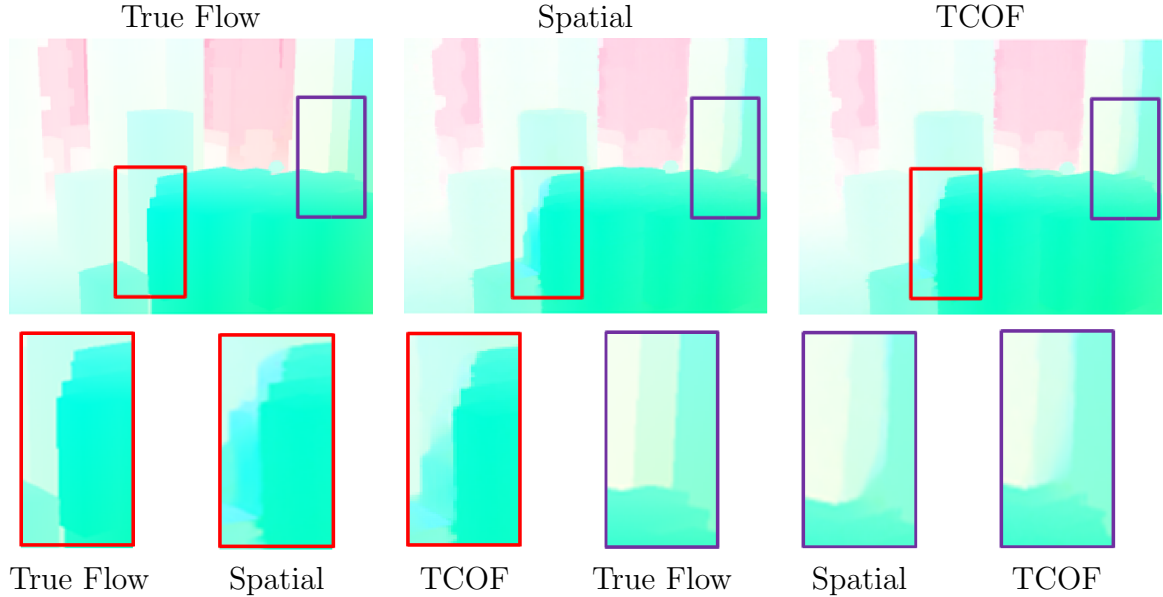 True Flow
Spatial
TCOF
True Flow
Spatial
TCOF
True Flow
Spatial
TCOF